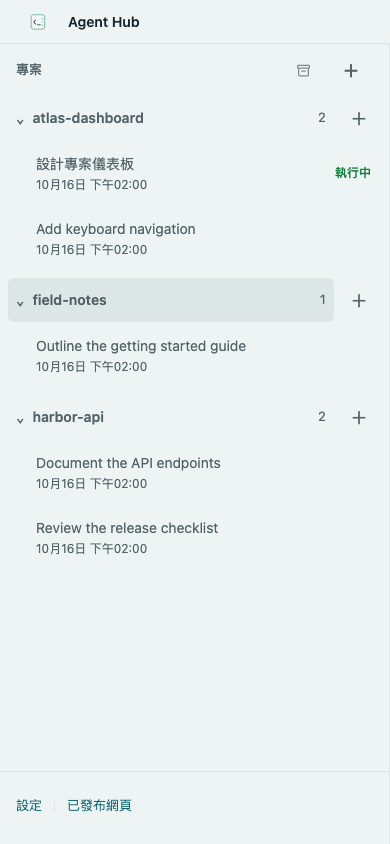 Agent Hub
專案
atlas-dashboard 2
設計專案儀表板
10月16日 下午02:00
執行中
Add keyboard navigation
10月16日 下午02:00
field-notes 1
Outline the getting started guide
10月16日 下午02:00
harbor-api 2
Document the API endpoints
10月16日 下午02:00
Review the release checklist
10月16日 下午02:00
設定 已發布網頁